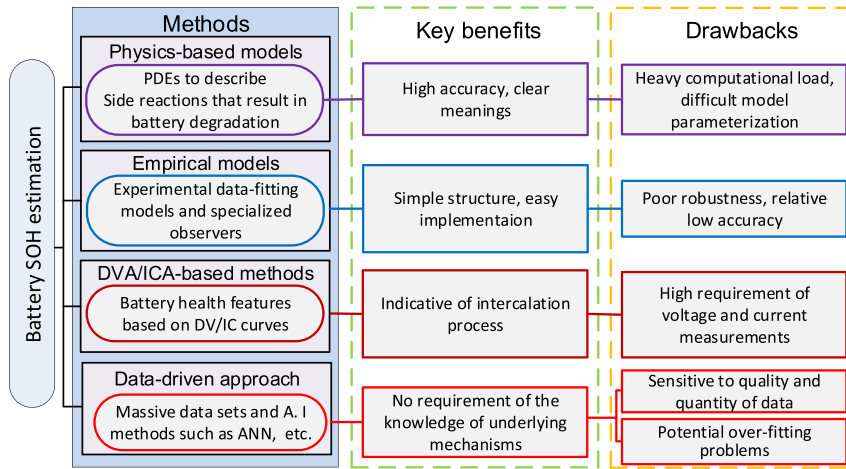 Battery SOH estimation
Methods
Key benefits
Drawbacks
Physics-based models
PDEs to describe
Side reactions that result in
battery degradation
High accuracy, clear
meanings
Heavy computational load,
difficult model
parameterization
Empirical models
Experimental data-fitting
models and specialized
observers
Simple structure, easy
implementaion
Poor robustness, relative
low accuracy
DVA/ICA-based methods
Battery health features
based on DV/IC curves
Indicative of intercalation
process
High requirement of
voltage and current
measurements
Data-driven approach
Massive data sets and A. I
methods such as ANN, etc.
No requirement of the
knowledge of underlying
mechanisms
Sensitive to quality and
quantity of data
Potential over-fitting
problems